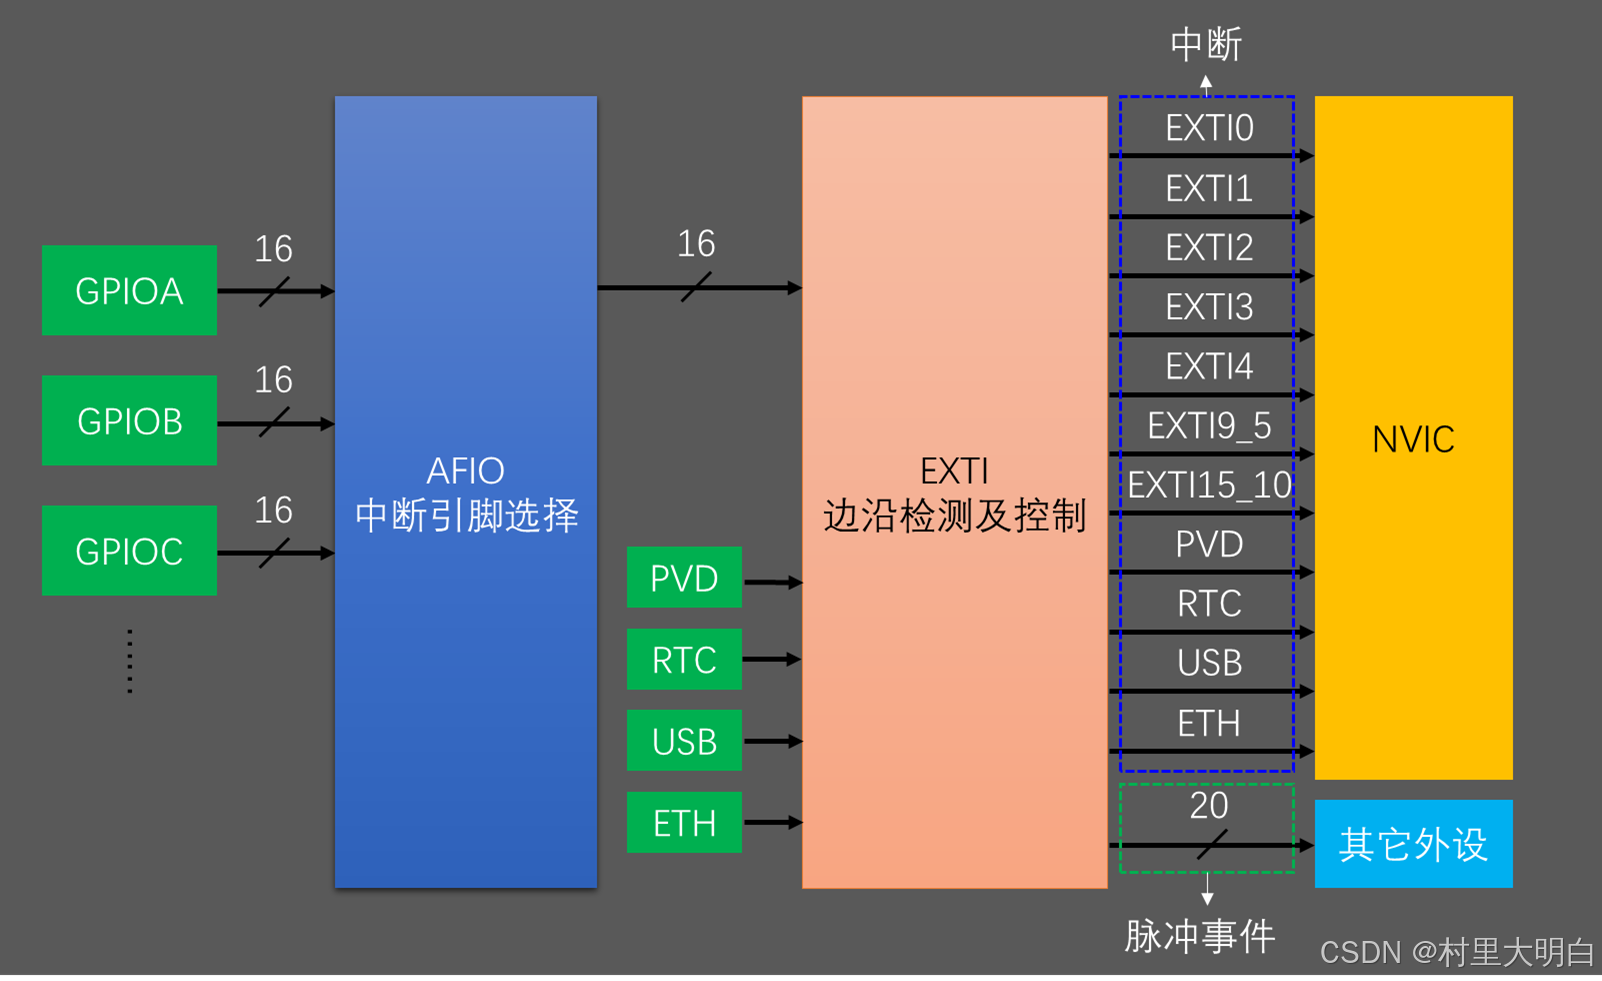 中断
GPIOA
16
GPIOB
16
GPIOC
16
AFIO
中断引脚选择
16
PVD
RTC
USB
ETH
EXTI
边沿检测及控制
EXTI0
EXTI1
EXTI2
EXTI3
EXTI4
EXTI9_5
EXTI15_10
PVD
RTC
USB
ETH
20
NVIC
其它外设
脉冲事件
CSDN @村里大明白